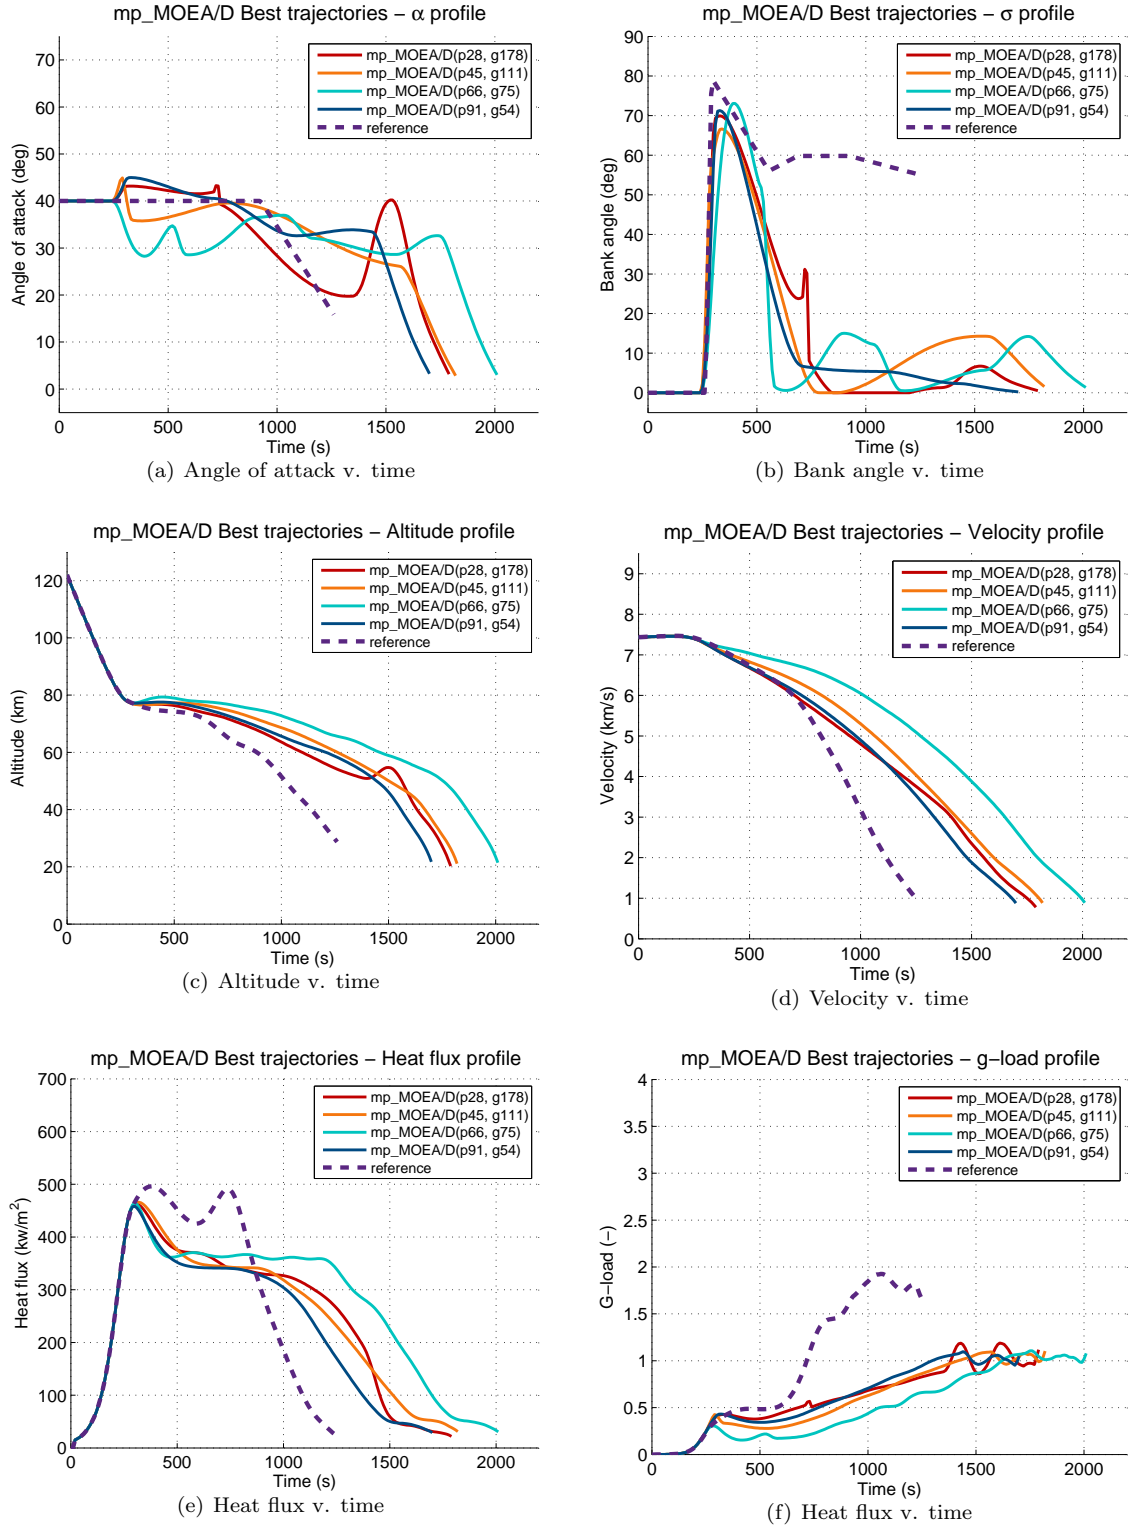 mp_MOEA/D Best trajectories – α profile
mp_MOEA/D(p28, g178)
mp_MOEA/D(p45, g111)
mp_MOEA/D(p66, g75)
mp_MOEA/D(p91, g54)
reference
Angle of attack (deg)
70
60
50
40
30
20
10
0
0 500 1000 1500 2000
Time (s)
(a) Angle of attack v. time
mp_MOEA/D Best trajectories – σ profile
mp_MOEA/D(p28, g178)
mp_MOEA/D(p45, g111)
mp_MOEA/D(p66, g75)
mp_MOEA/D(p91, g54)
reference
Bank angle (deg)
90
80
70
60
50
40
30
20
10
0
0 500 1000 1500 2000
Time (s)
(b) Bank angle v. time
mp_MOEA/D Best trajectories – Altitude profile
mp_MOEA/D(p28, g178)
mp_MOEA/D(p45, g111)
mp_MOEA/D(p66, g75)
mp_MOEA/D(p91, g54)
reference
Altitude (km)
120
100
80
60
40
20
0
0 500 1000 1500 2000
Time (s)
(c) Altitude v. time
mp_MOEA/D Best trajectories – Velocity profile
mp_MOEA/D(p28, g178)
mp_MOEA/D(p45, g111)
mp_MOEA/D(p66, g75)
mp_MOEA/D(p91, g54)
reference
Velocity (km/s)
9
8
7
6
5
4
3
2
1
0
0 500 1000 1500 2000
Time (s)
(d) Velocity v. time
mp_MOEA/D Best trajectories – Heat flux profile
mp_MOEA/D(p28, g178)
mp_MOEA/D(p45, g111)
mp_MOEA/D(p66, g75)
mp_MOEA/D(p91, g54)
reference
Heat flux (kw/m²)
700
600
500
400
300
200
100
0
0 500 1000 1500 2000
Time (s)
(e) Heat flux v. time
mp_MOEA/D Best trajectories – g–load profile
mp_MOEA/D(p28, g178)
mp_MOEA/D(p45, g111)
mp_MOEA/D(p66, g75)
mp_MOEA/D(p91, g54)
reference
G–load (–)
4
3.5
3
2.5
2
1.5
1
0.5
0
0 500 1000 1500 2000
Time (s)
(f) Heat flux v. time